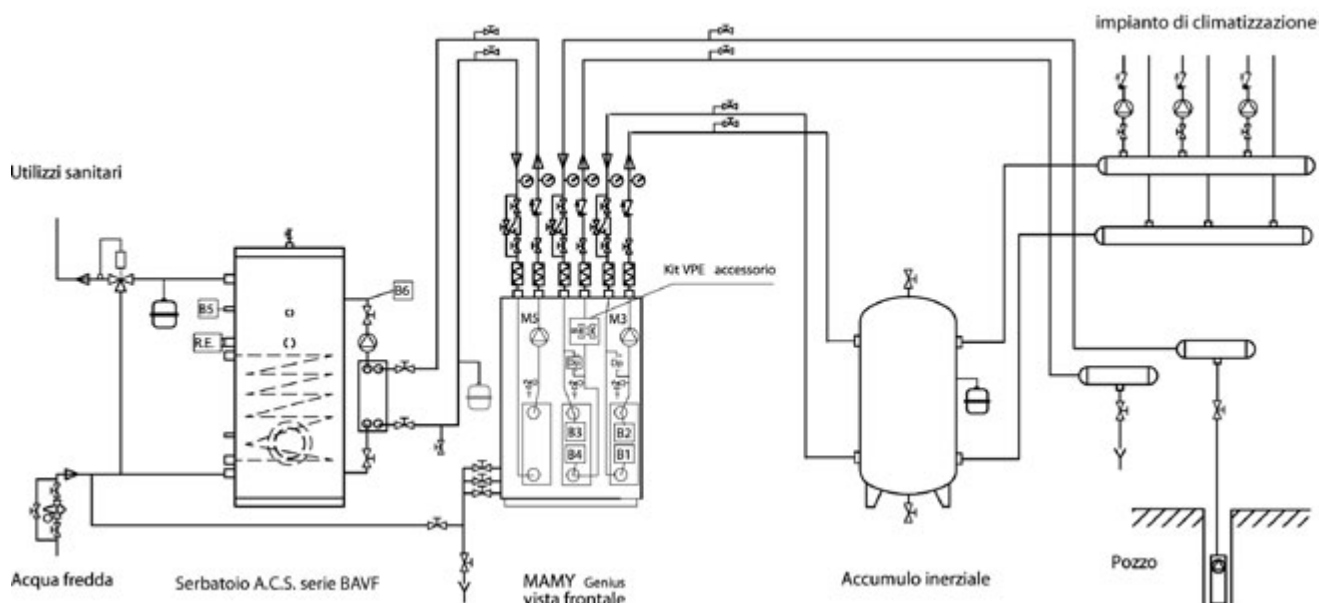 impianto di climatizzazione
Utilizzi sanitari
Kit VPE accessorio
B6
B5
M5
M3
R.E.
B3
B2
B4
B1
Pozzo
Acqua fredda
Serbatoio A.C.S. serie BAVF
MAMY Genius
vista frontale
Accumulo inerziale